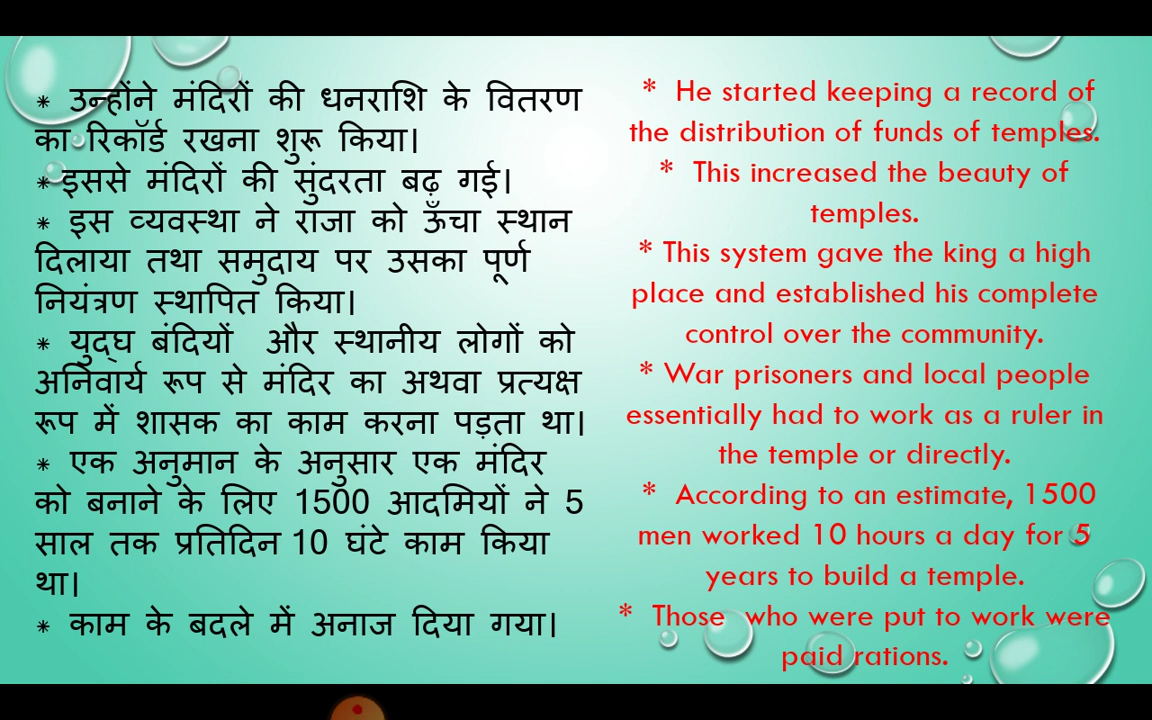 * उन्होंने मंदिरों की धनराशि के वितरण
का रिकॉर्ड रखना शुरू किया।
* इससे मंदिरों की सुंदरता बढ़ गई।
* इस व्यवस्था ने राजा को ऊँचा स्थान
दिलाया तथा समुदाय पर उसका पूर्ण
नियंत्रण स्थापित किया।
* युद्घ बंदियों और स्थानीय लोगों को
अनिवार्य रूप से मंदिर का अथवा प्रत्यक्ष
रूप में शासक का काम करना पड़ता था।
* एक अनुमान के अनुसार एक मंदिर
को बनाने के लिए 1500 आदमियों ने 5
साल तक प्रतिदिन 10 घंटे काम किया
था।
* काम के बदले में अनाज दिया गया।
* He started keeping a record of
the distribution of funds of temples.
* This increased the beauty of
temples.
* This system gave the king a high
place and established his complete
control over the community.
* War prisoners and local people
essentially had to work as a ruler in
the temple or directly.
* According to an estimate, 1500
men worked 10 hours a day for 5
years to build a temple.
* Those who were put to work were
paid rations.